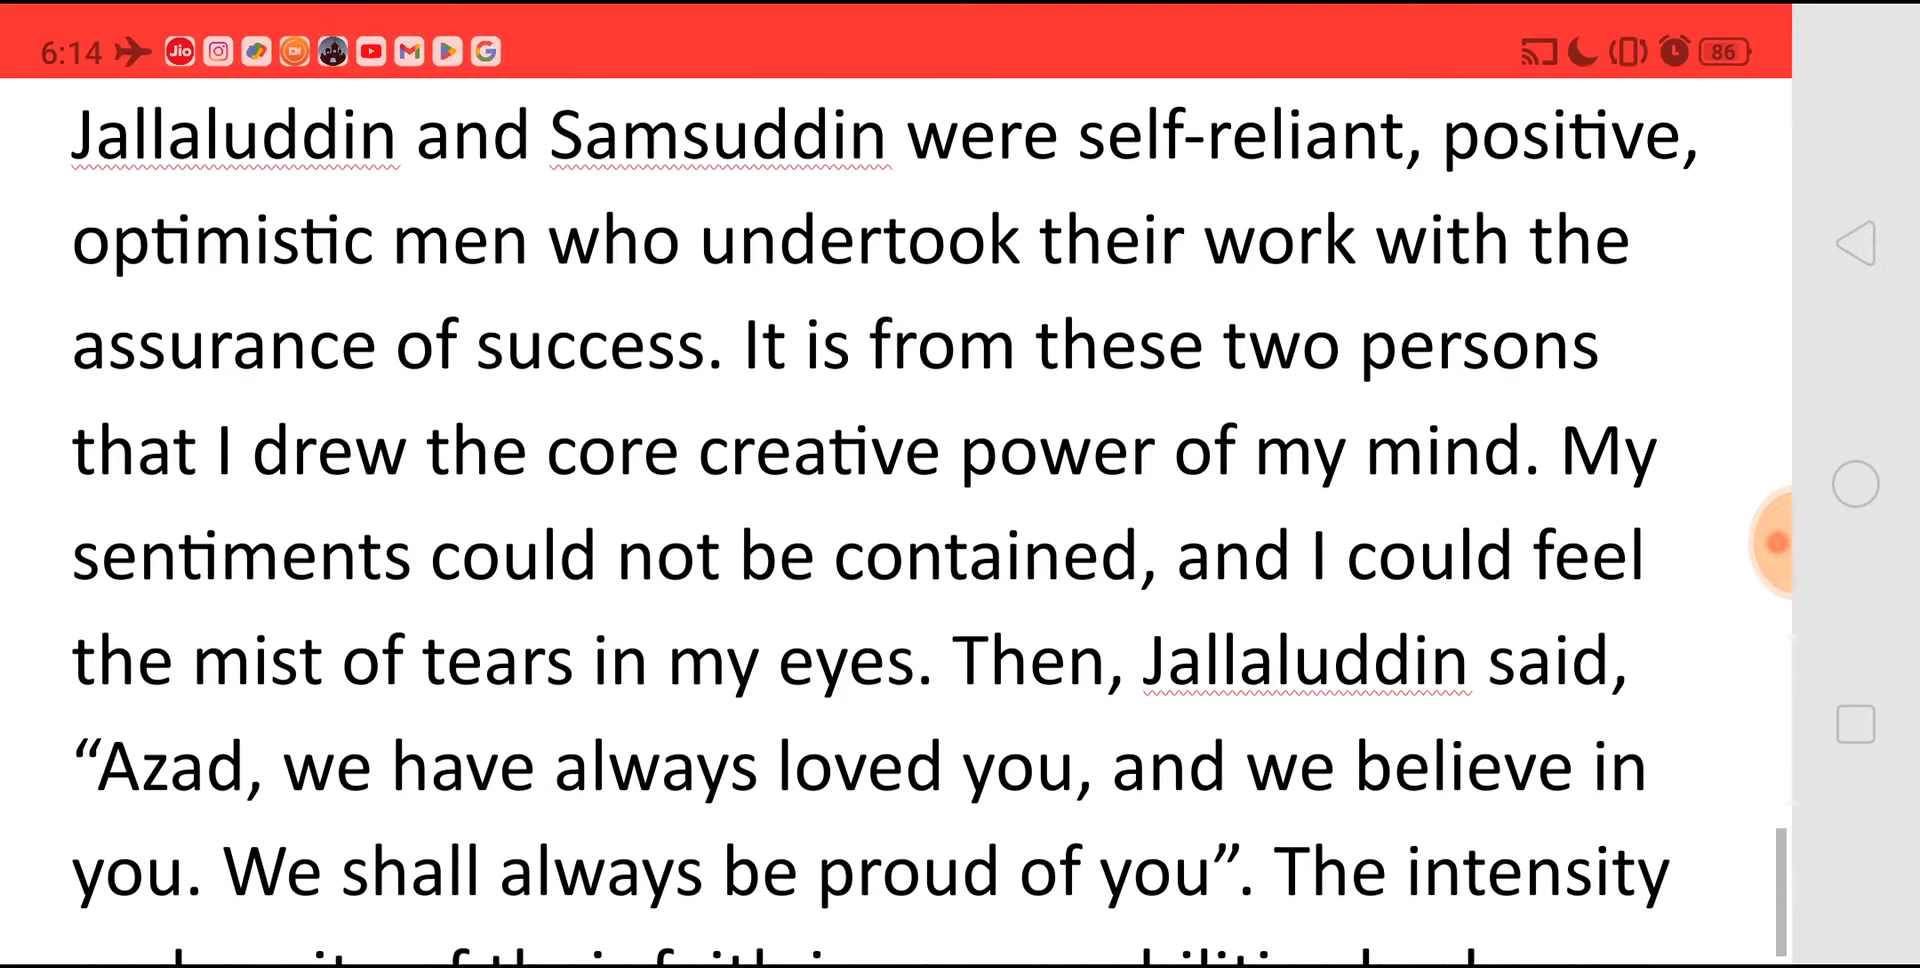 6:14 Jio 86
Jallaluddin and Samsuddin were self-reliant, positive,
optimistic men who undertook their work with the
assurance of success. It is from these two persons
that I drew the core creative power of my mind. My
sentiments could not be contained, and I could feel
the mist of tears in my eyes. Then, Jallaluddin said,
“Azad, we have always loved you, and we believe in
you. We shall always be proud of you”. The intensity